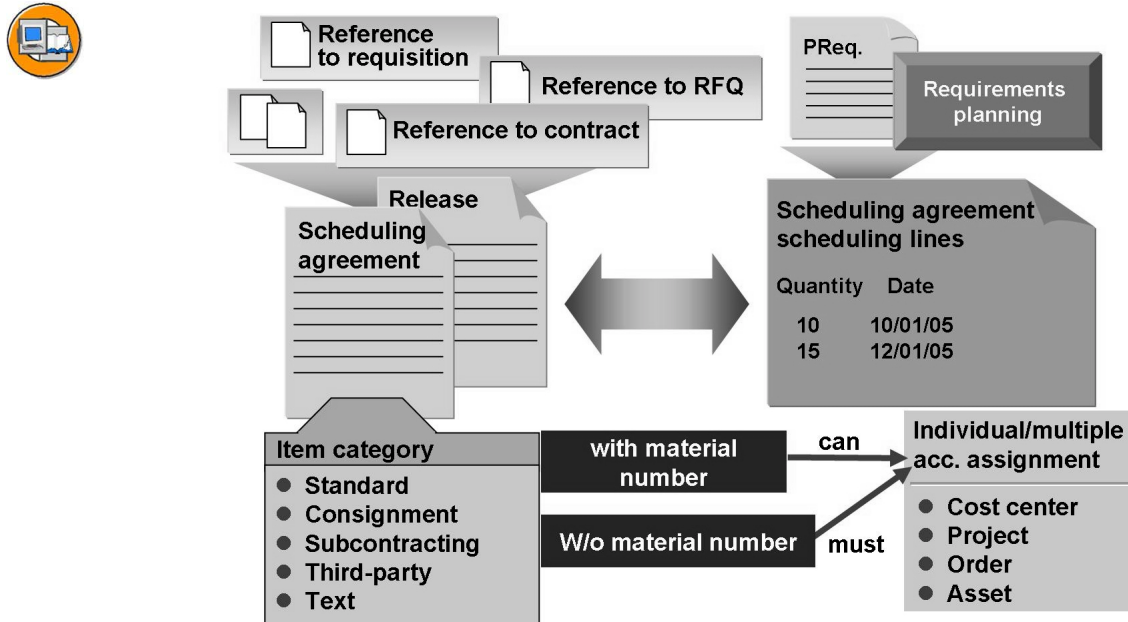 Reference
to requisition
Reference to RFQ
Reference to contract
PReq.
Requirements
planning
Release
Scheduling
agreement
Scheduling agreement
scheduling lines
Quantity Date
10 10/01/05
15 12/01/05
Item category
Standard
Consignment
Subcontracting
Third-party
Text
with material
number
can
W/o material number
must
Individual/multiple
acc. assignment
Cost center
Project
Order
Asset